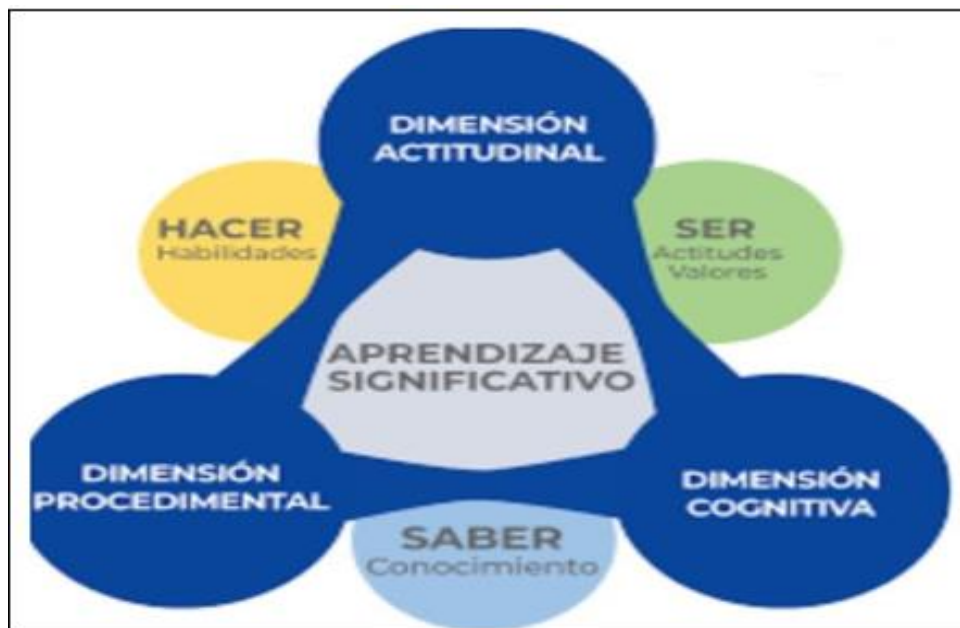 DIMENSIÓN
ACTITUDINAL
HACER
Habilidades
SER
Actitudes
Valores
APRENDIZAJE
SIGNIFICATIVO
DIMENSIÓN
PROCEDIMENTAL
DIMENSIÓN
COGNITIVA
SABER
Conocimiento